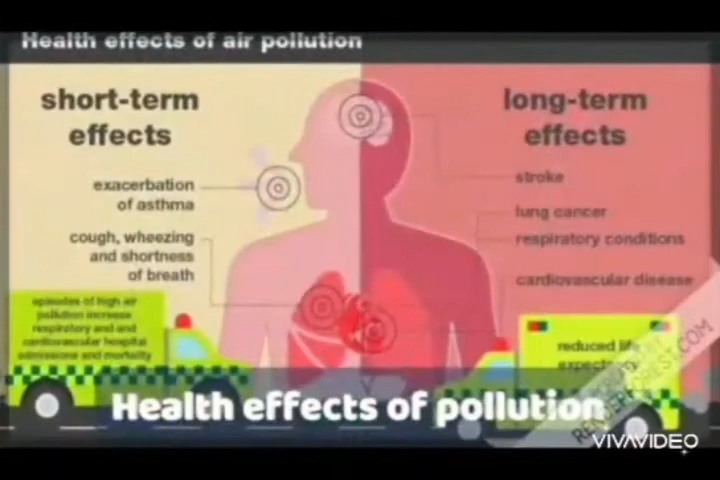 Health effects of air pollution
short-term
effects
exacerbation
of asthma
cough, wheezing
and shortness
of breath
episodes of high air
pollution increase
respiratory and and
cardiovascular hospital
admissions and mortality
long-term
effects
stroke
lung cancer
respiratory conditions
cardiovascular disease
reduced
Health effects of pollution
RENDERFOREST.COM
VIVAVIDEO